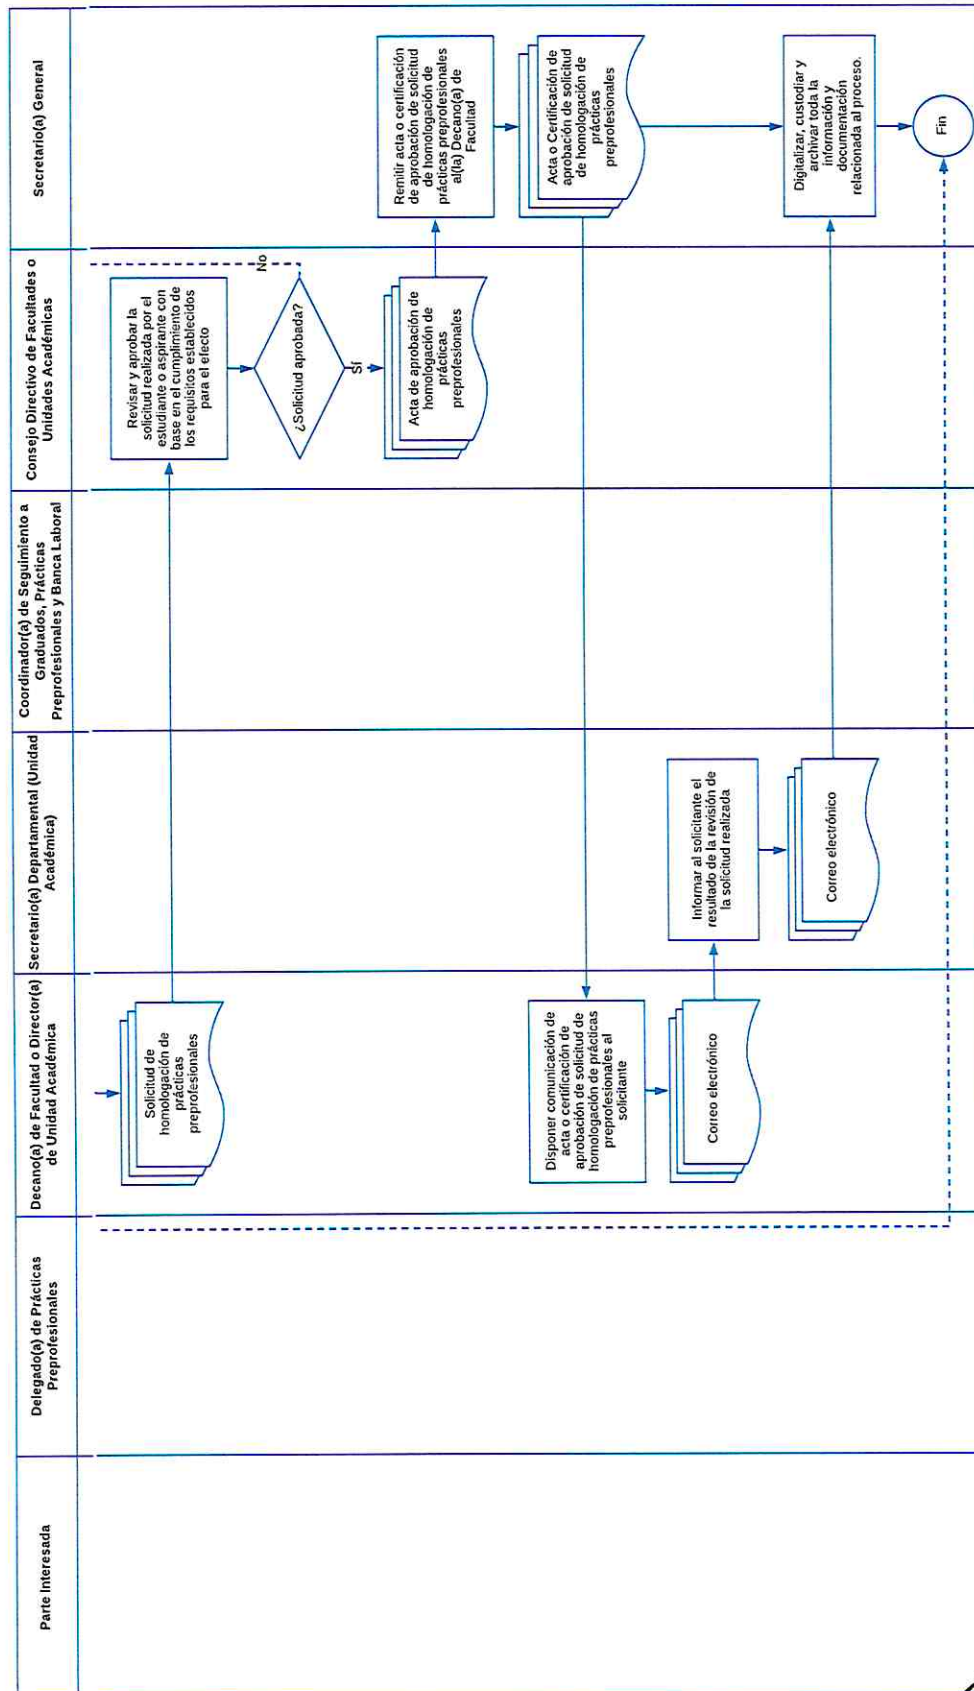 Parte Interesada
Delegado(a) de Prácticas
Preprofesionales
Decano(a) de Facultad o Director(a)
de Unidad Académica
Secretario(a) Departamental (Unidad
Académica)
Coordinador(a) de Seguimiento a
Graduados, Prácticas
Preprofesionales y Banca Laboral
Consejo Directivo de Facultades o
Unidades Académicas
Secretario(a) General
Solicitud de
homologación de
prácticas
preprofesionales
Revisar y aprobar la
solicitud realizada por el
estudiante o aspirante con
base en el cumplimiento de
los requisitos establecidos
para el efecto
¿Solicitud aprobada?
No
Sí
Acta de aprobación de
homologación de
prácticas
preprofesionales
Remitir acta o certificación
de aprobación de solicitud
de homologación de
prácticas preprofesionales
al(la) Decano(a) de
Facultad
Acta o Certificación de
aprobación de solicitud
de homologación de
prácticas
preprofesionales
Disponer comunicación de
acta o certificación de
aprobación de solicitud de
homologación de prácticas
preprofesionales al
solicitante
Correo electrónico
Informar al solicitante el
resultado de la revisión de
la solicitud realizada
Correo electrónico
Digitalizar, custodiar y
archivar toda la
información y
documentación
relacionada al proceso.
Fin